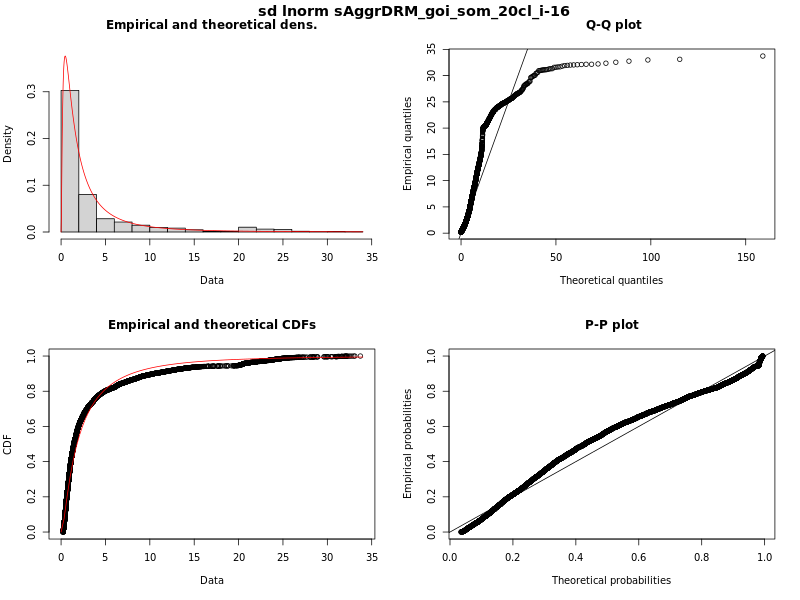 sd lnorm sAggrDRM_goi_som_20cl_i-16
Empirical and theoretical dens.
Density
0.0 0.1 0.2 0.3
0 5 10 15 20 25 30 35
Data
Q-Q plot
Empirical quantiles
0 5 10 15 20 25 30 35
0 50 100 150
Theoretical quantiles
Empirical and theoretical CDFs
CDF
0.0 0.2 0.4 0.6 0.8 1.0
0 5 10 15 20 25 30 35
Data
P-P plot
Empirical probabilities
0.0 0.2 0.4 0.6 0.8 1.0
0.0 0.2 0.4 0.6 0.8 1.0
Theoretical probabilities